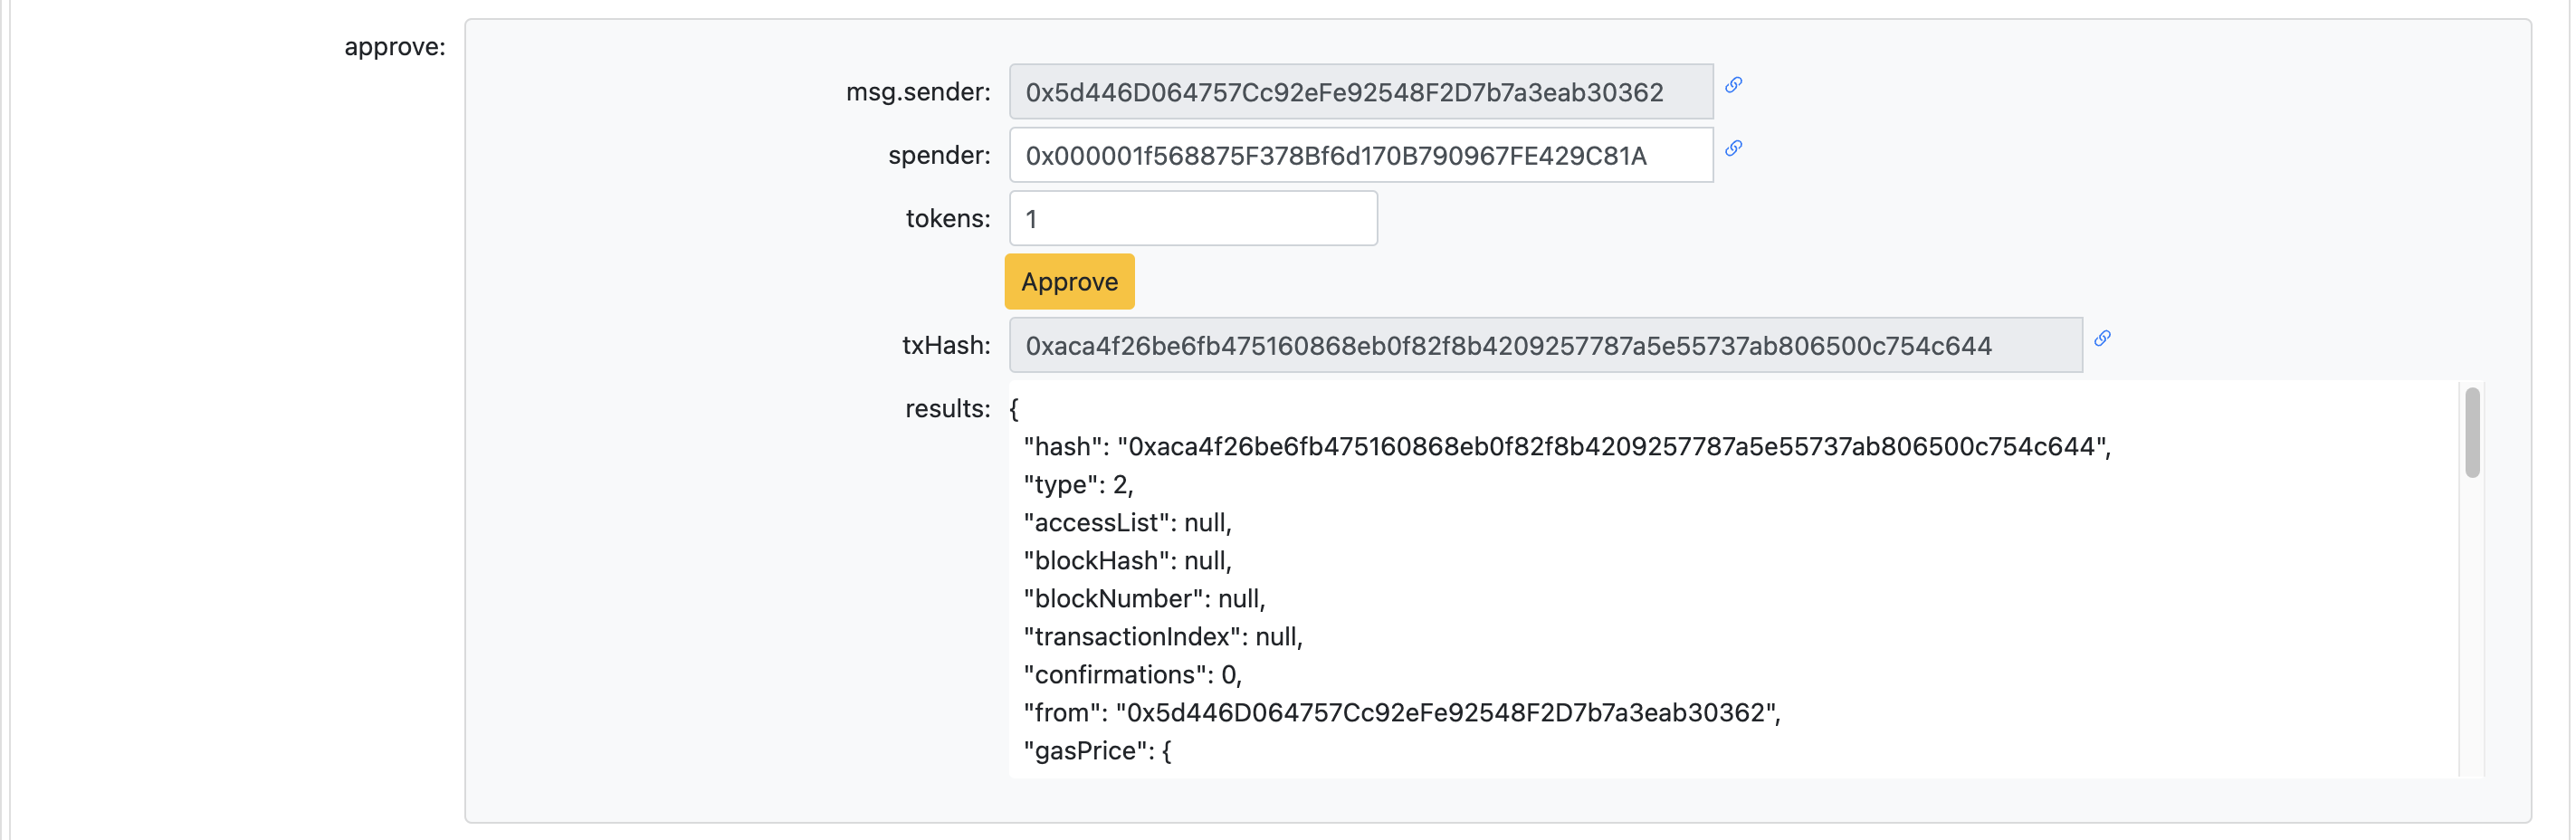 approve:
msg.sender: 0x5d446D064757Cc92eFe92548F2D7b7a3eab30362
spender: 0x000001f568875F378Bf6d170B790967FE429C81A
tokens: 1
Approve
txHash: 0xaca4f26be6fb475160868eb0f82f8b4209257787a5e55737ab806500c754c644
results: {
"hash": "0xaca4f26be6fb475160868eb0f82f8b4209257787a5e55737ab806500c754c644",
"type": 2,
"accessList": null,
"blockHash": null,
"blockNumber": null,
"transactionIndex": null,
"confirmations": 0,
"from": "0x5d446D064757Cc92eFe92548F2D7b7a3eab30362",
"gasPrice": {